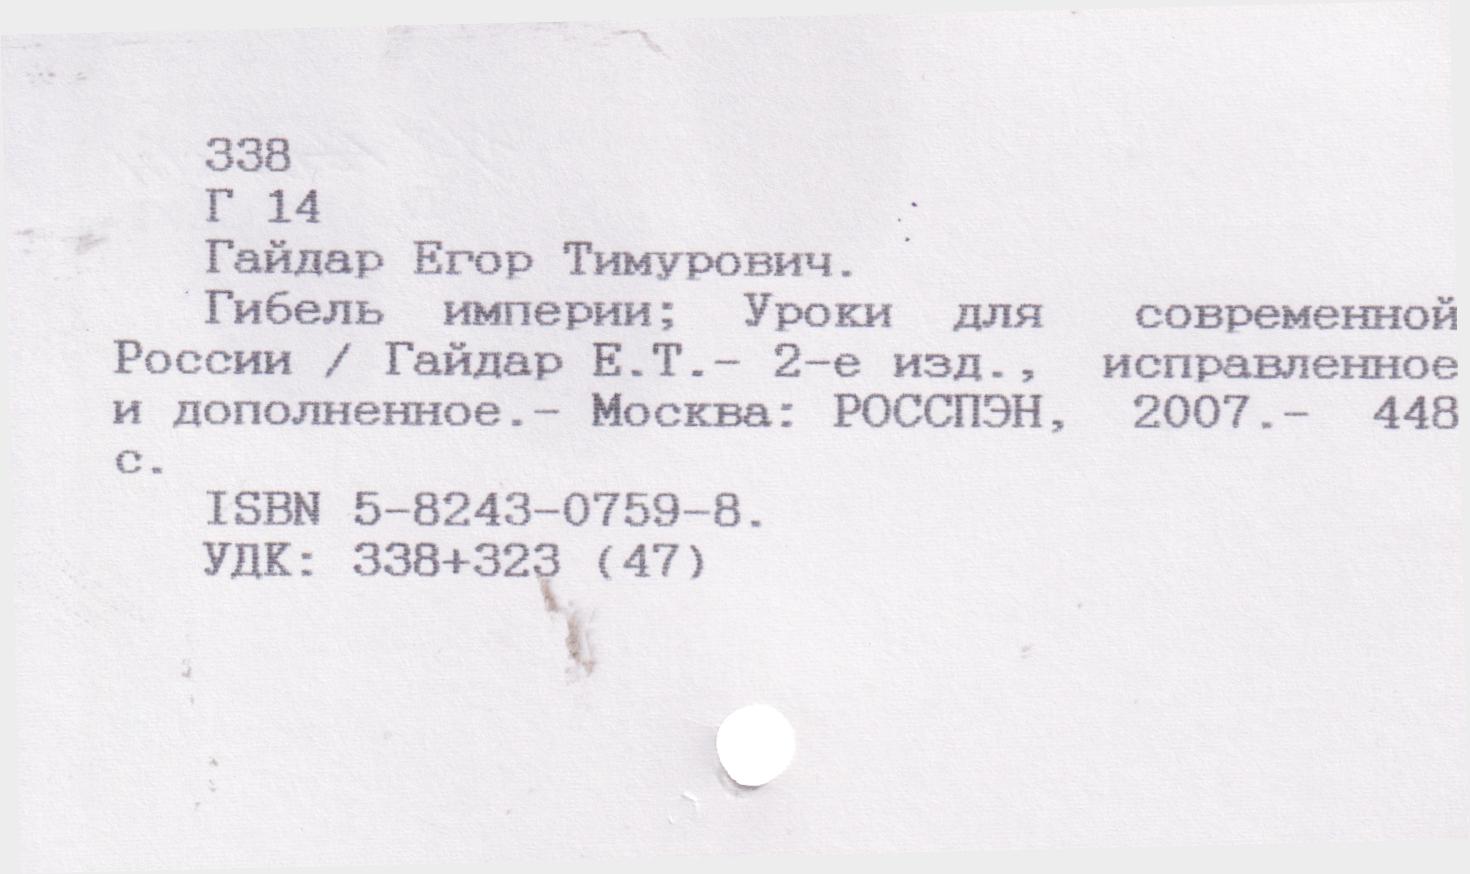 338
Г 14
Гайдар Егор Тимурович.
Гибель империи; Уроки для современной
России / Гайдар Е.Т.- 2-е изд., исправленное
и дополненное.- Москва: РОССПЭН, 2007.- 448
с.
ISBN 5-8243-0759-8.
УДК: 338+323 (47)